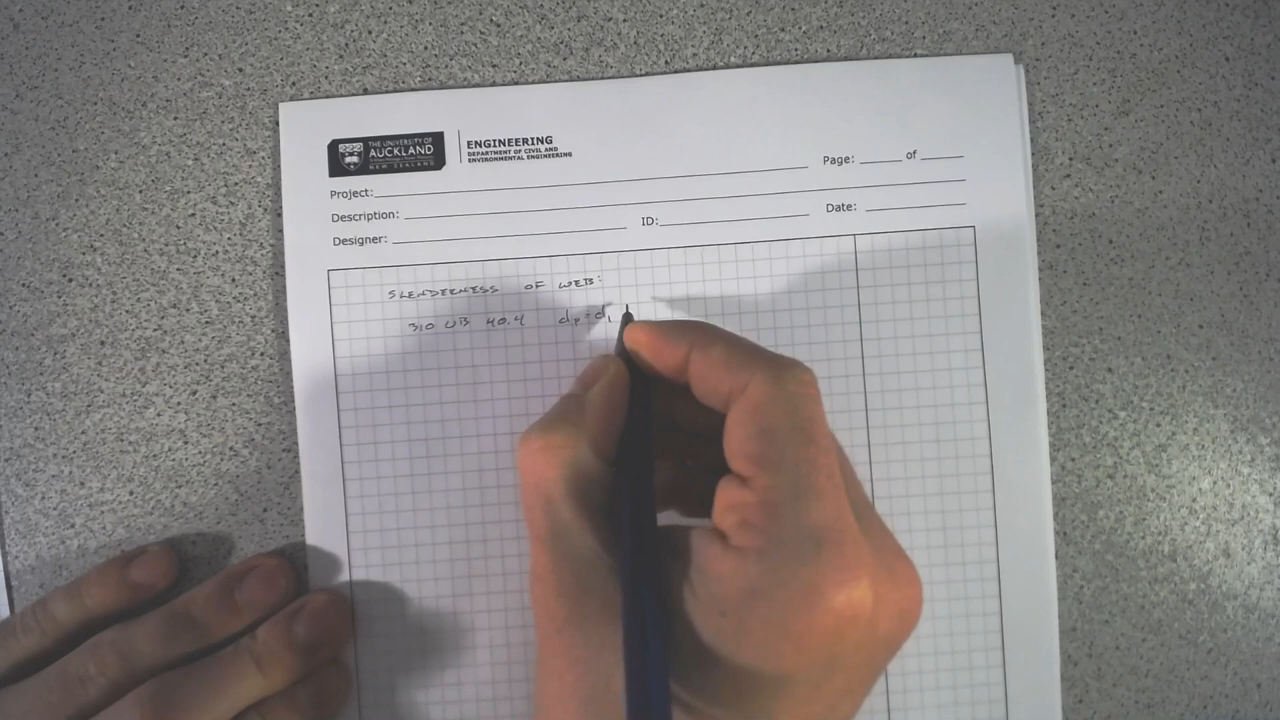 THE UNIVERSITY OF
AUCKLAND
NEW ZEALAND
ENGINEERING
DEPARTMENT OF CIVIL AND
ENVIRONMENTAL ENGINEERING
Page: of
Project:
Description:
Designer: ID: Date:
SLENDERNESS OF WEB:
310 UB 40.4 dp = d1